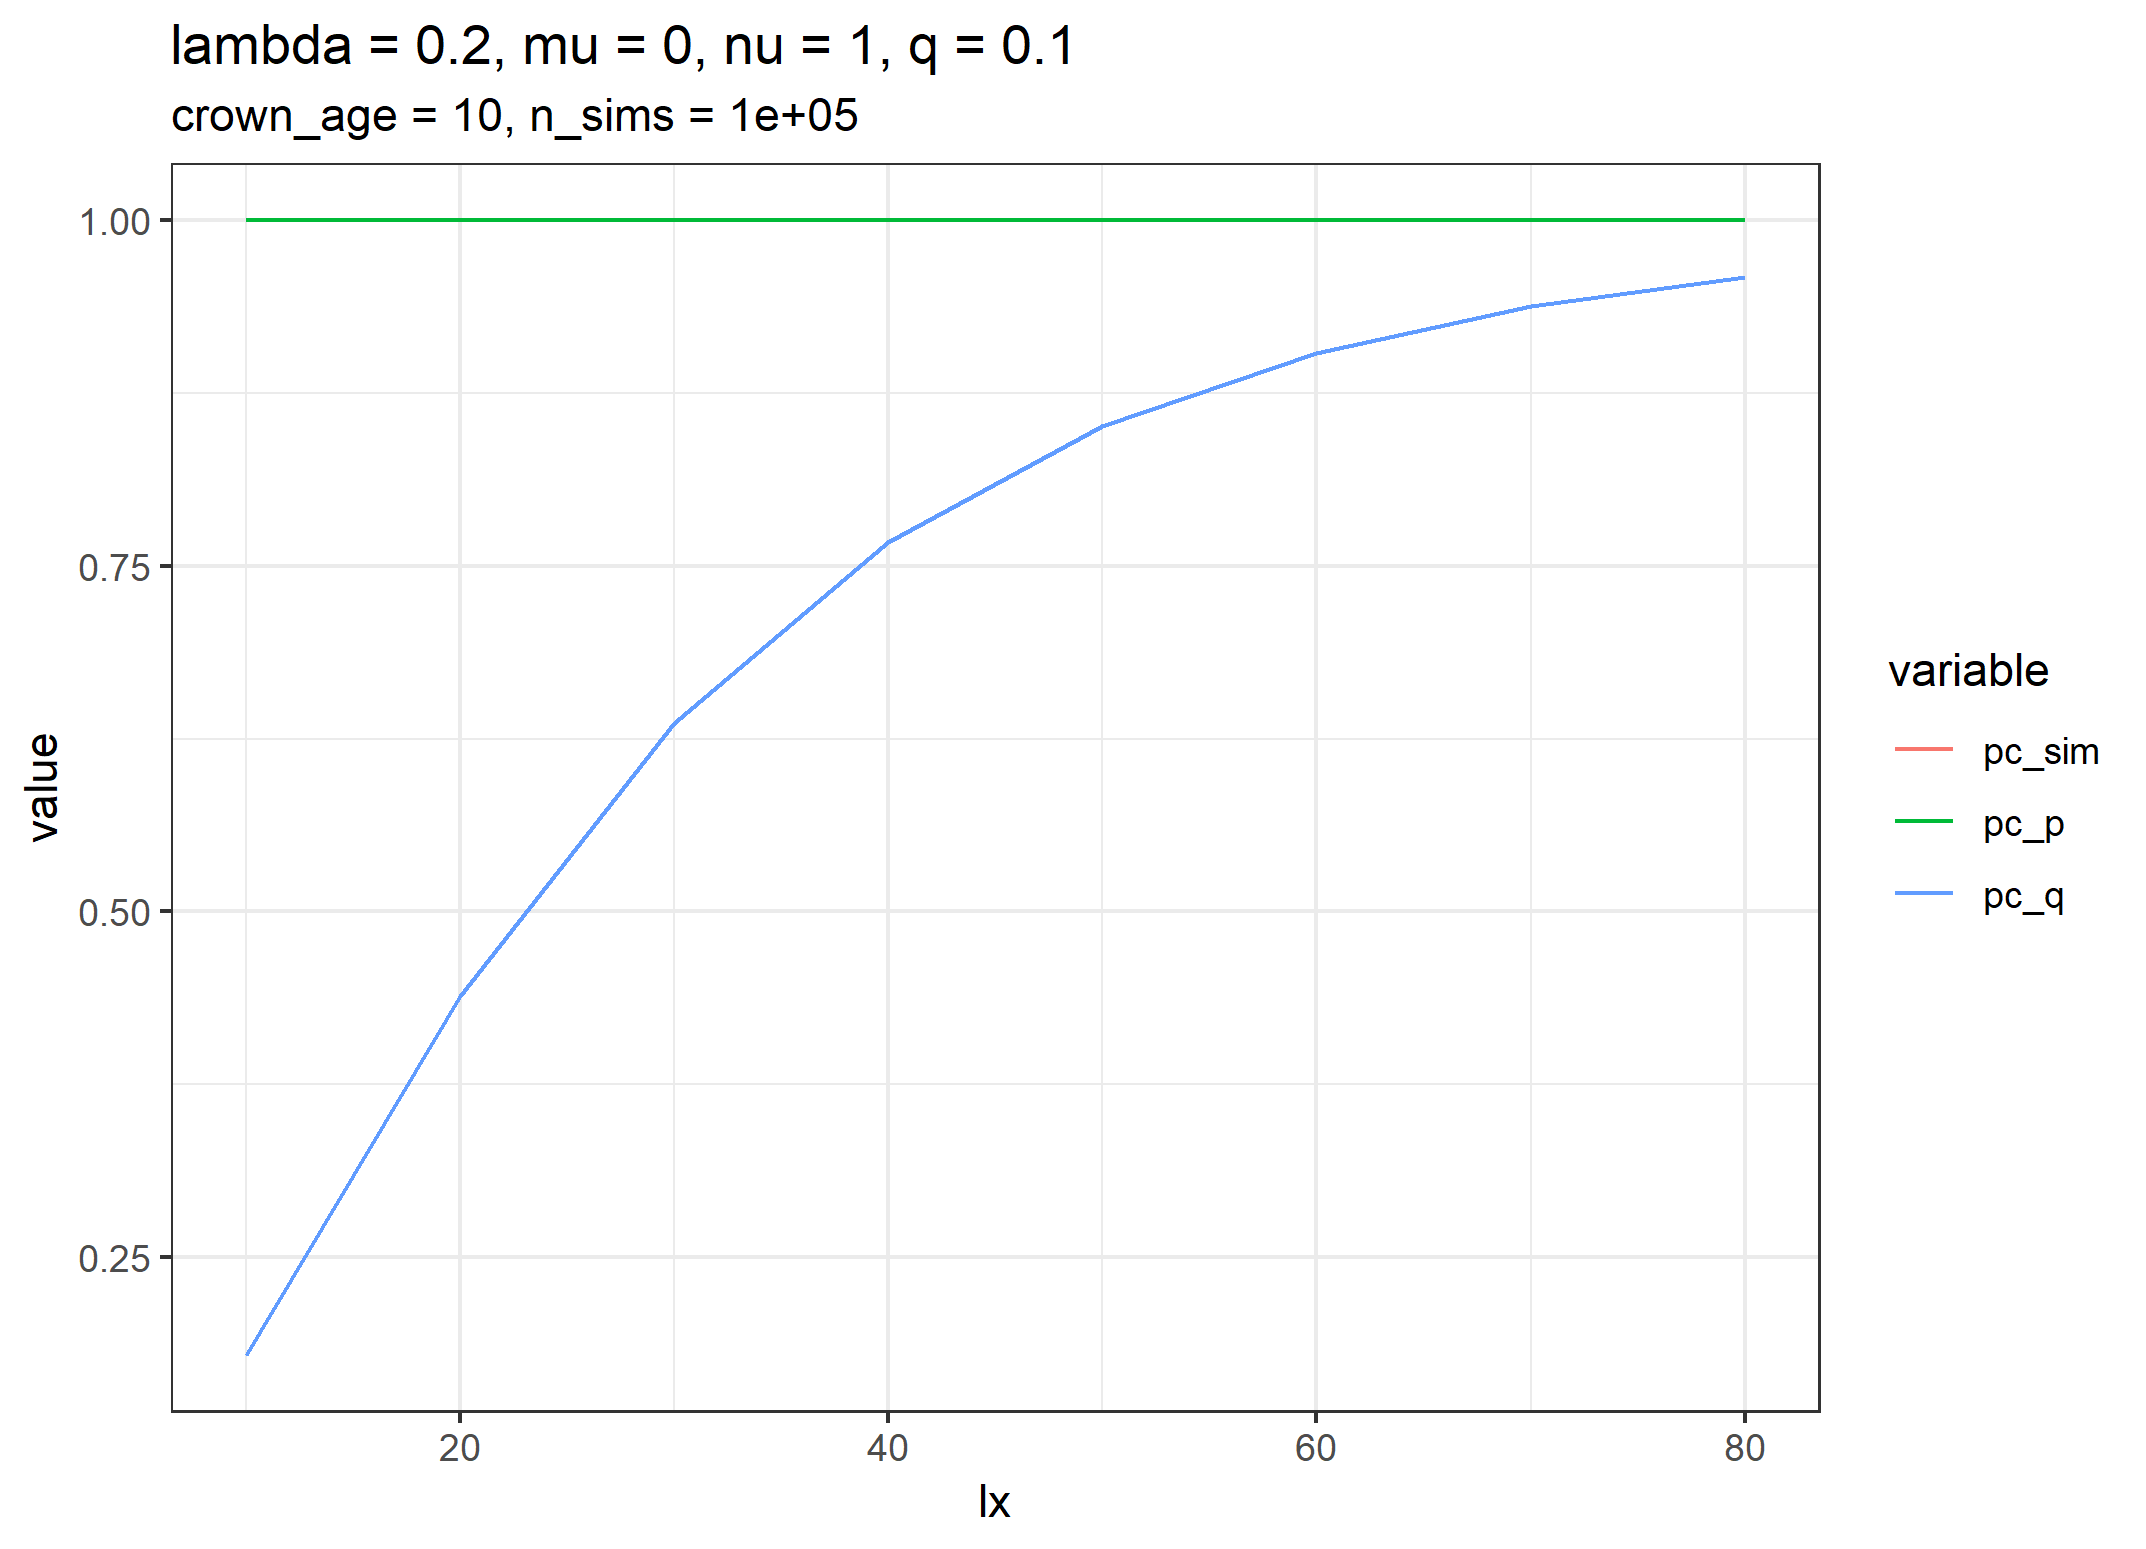 lambda = 0.2, mu = 0, nu = 1, q = 0.1
crown_age = 10, n_sims = 1e+05
1.00
0.75
0.50
0.25
value
20 40 60 80
lx
variable
pc_sim
pc_p
pc_q